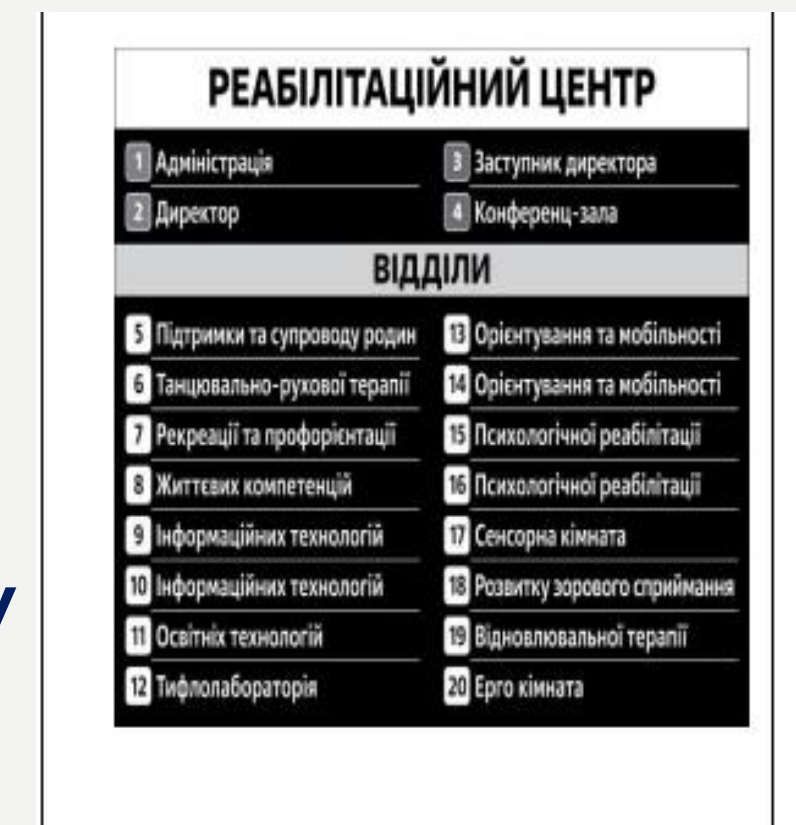 РЕАБІЛІТАЦІЙНИЙ ЦЕНТР
1 Адміністрація
2 Директор
3 Заступник директора
4 Конференц-зала
ВІДДІЛИ
5 Підтримки та супроводу родин
6 Танцювально-рухової терапії
7 Рекреації та профорієнтації
8 Життєвих компетенцій
9 Інформаційних технологій
10 Інформаційних технологій
11 Освітніх технологій
12 Тифлолабораторія
13 Орієнтування та мобільності
14 Орієнтування та мобільності
15 Психологічної реабілітації
16 Психологічної реабілітації
17 Сенсорна кімната
18 Розвитку зорового сприймання
19 Відновлювальної терапії
20 Ерго кімната